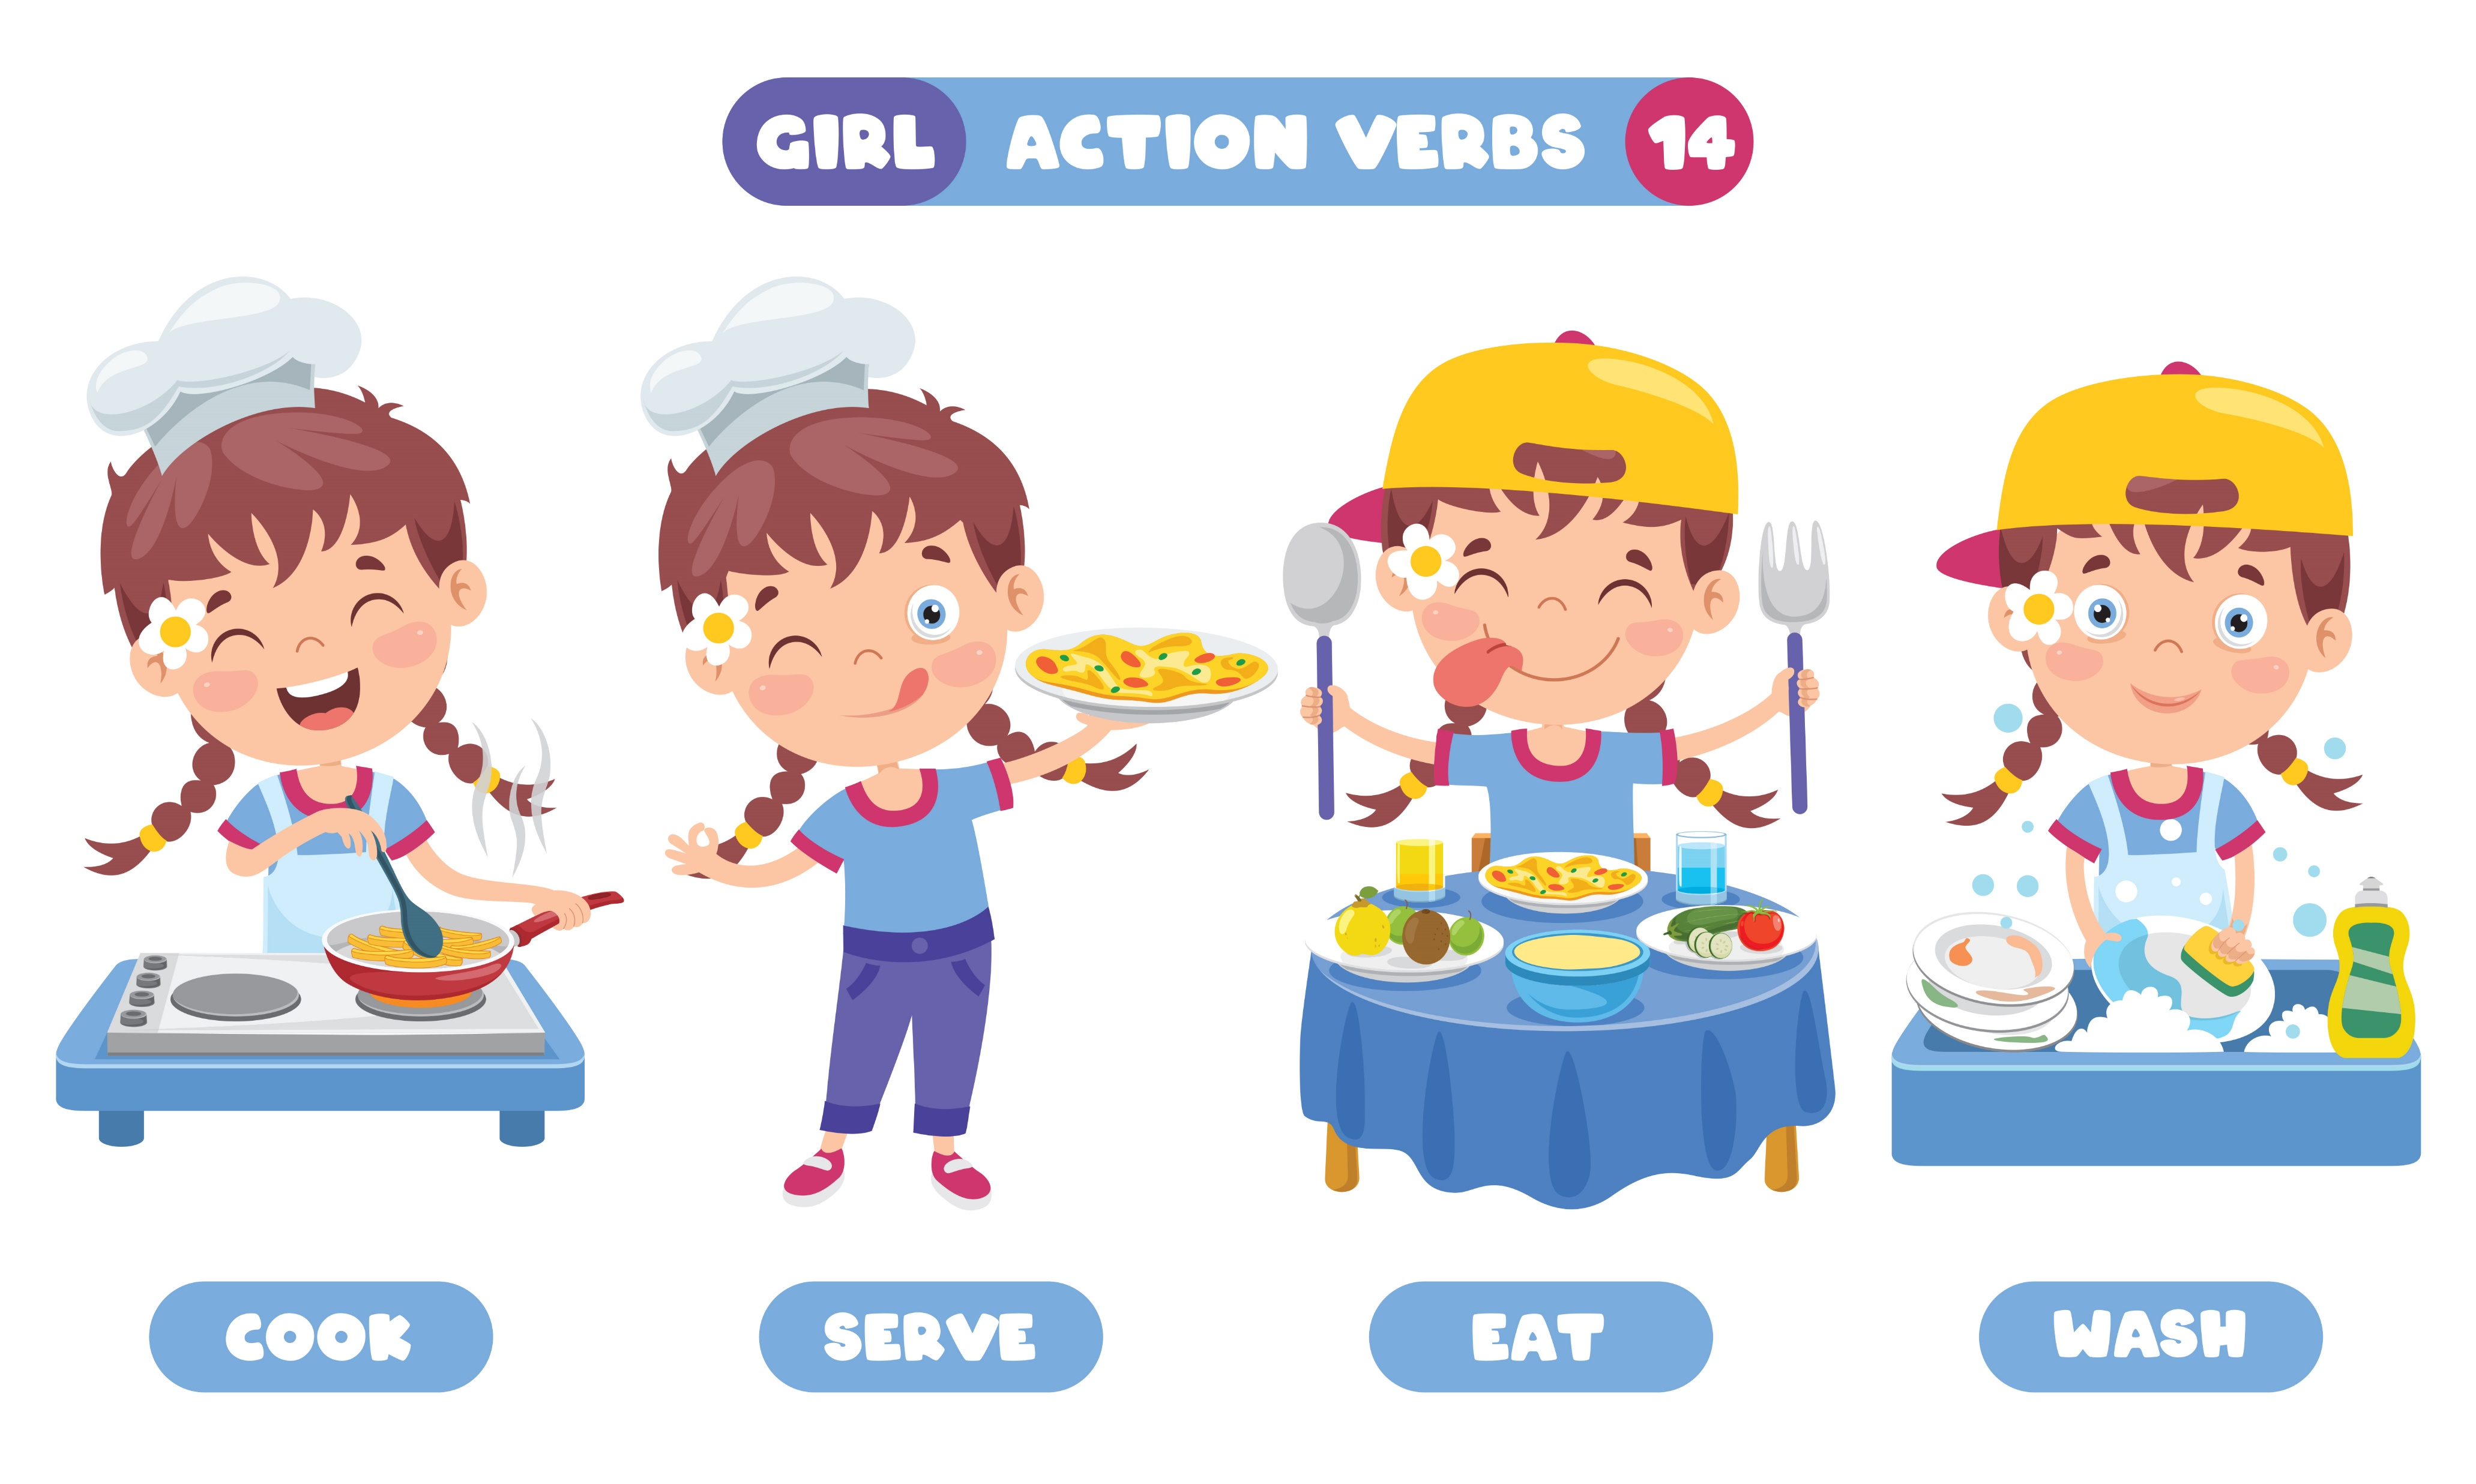 GIRL ACTION VERBS 14
COOK
SERVE
EAT
WASH